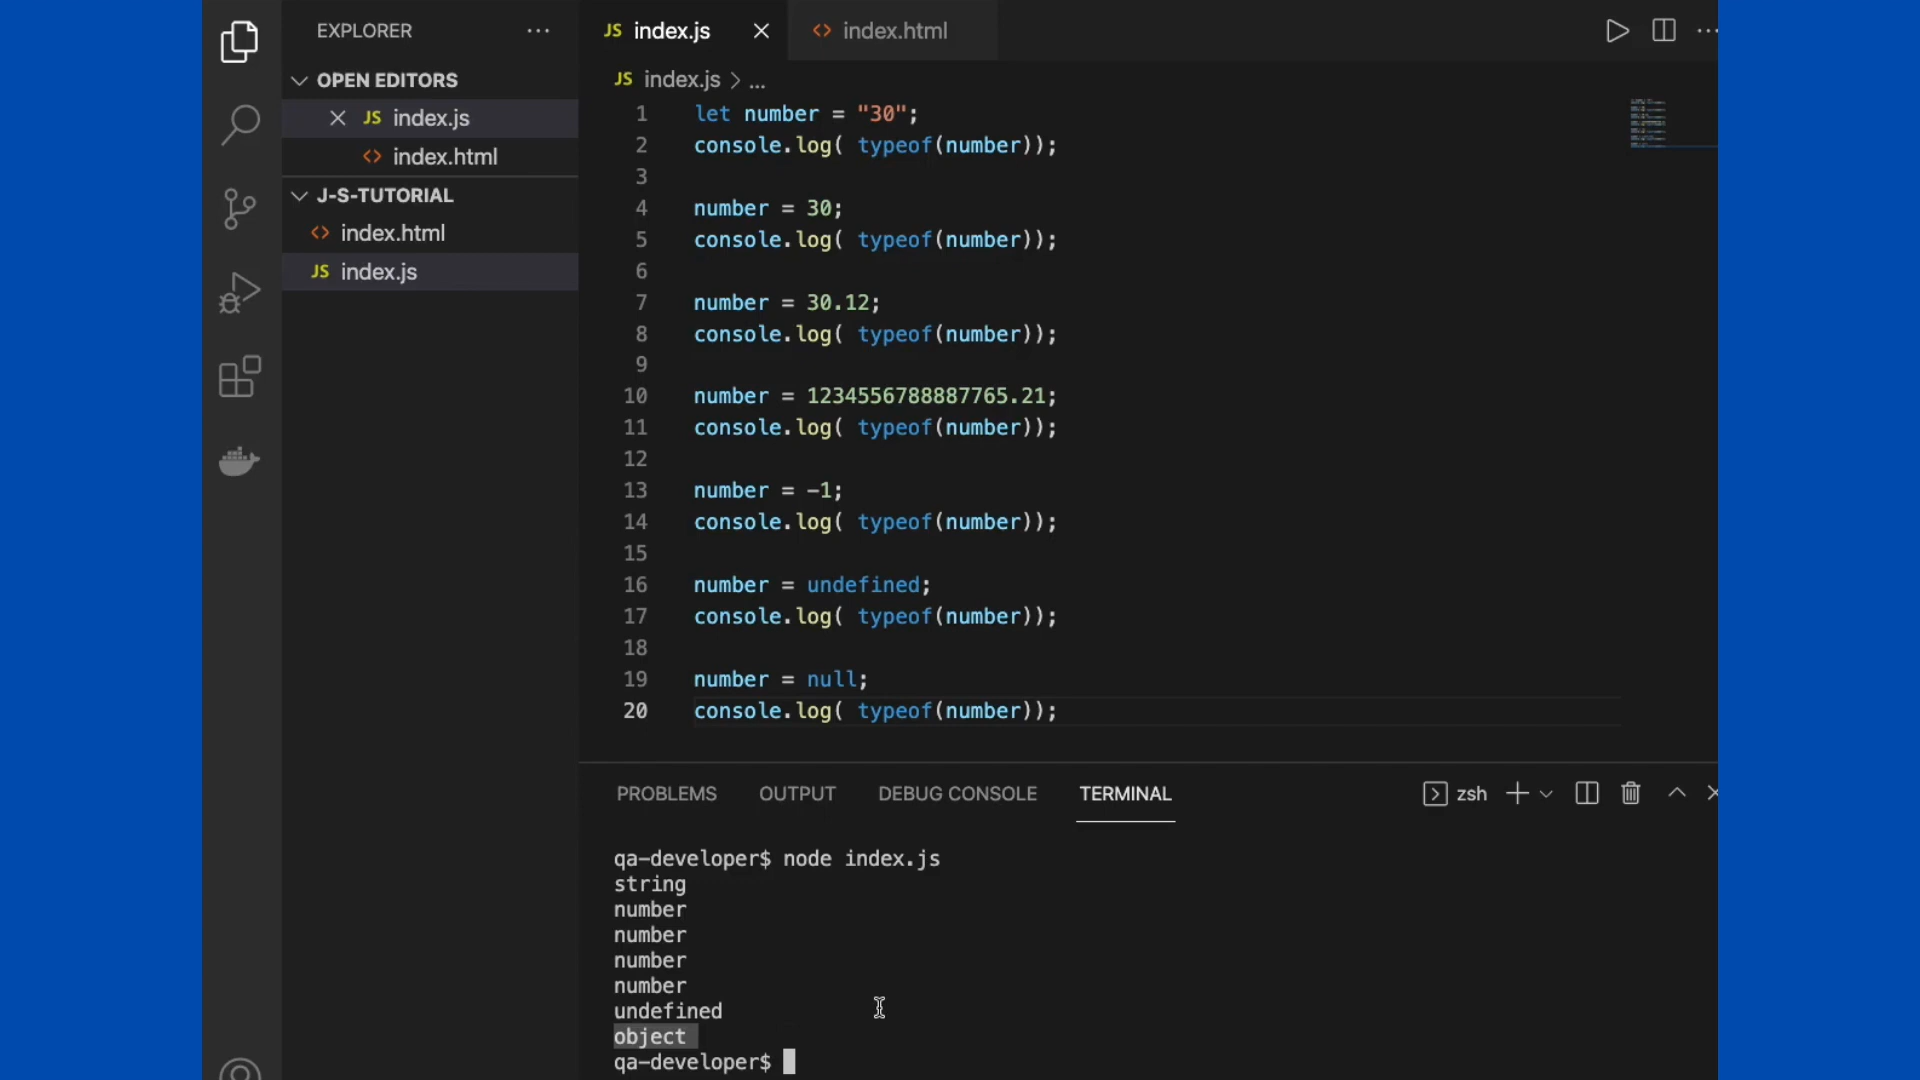 EXPLORER
OPEN EDITORS
JS index.js
index.html
J-S-TUTORIAL
index.html
JS index.js
JS index.js
index.html
JS index.js > ...
1 let number = "30";
2 console.log( typeof(number));
3
4 number = 30;
5 console.log( typeof(number));
6
7 number = 30.12;
8 console.log( typeof(number));
9
10 number = 1234556788887765.21;
11 console.log( typeof(number));
12
13 number = -1;
14 console.log( typeof(number));
15
16 number = undefined;
17 console.log( typeof(number));
18
19 number = null;
20 console.log( typeof(number));
PROBLEMS OUTPUT DEBUG CONSOLE TERMINAL zsh
qa-developer$ node index.js
string
number
number
number
number
undefined
object
qa-developer$